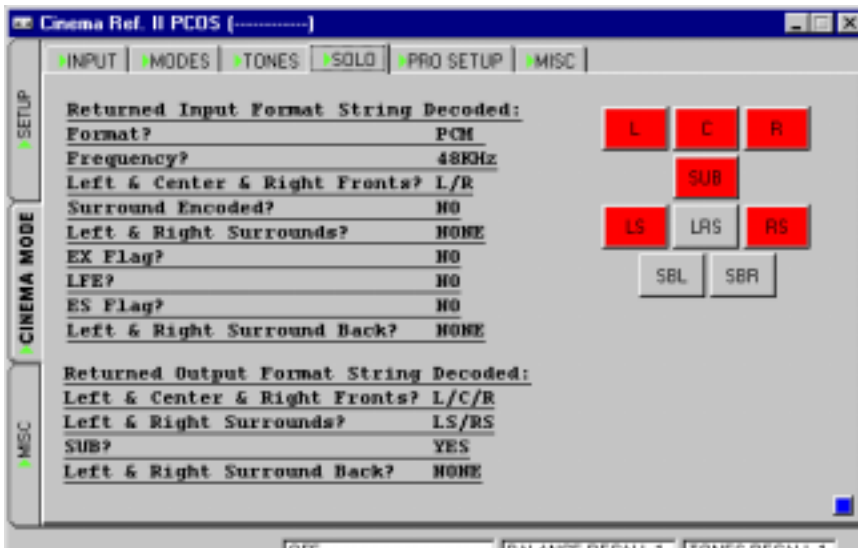 Cinema Ref. II PCOS (------------)
INPUT MODES TONES SOLO PRO SETUP MISC
SETUP
CINEMA MODE
MISC
Returned Input Format String Decoded:
Format? PCM
Frequency? 48KHz
Left & Center & Right Fronts? L/R
Surround Encoded? NO
Left & Right Surrounds? NONE
EX Flag? NO
LFE? NO
ES Flag? NO
Left & Right Surround Back? NONE
Returned Output Format String Decoded:
Left & Center & Right Fronts? L/C/R
Left & Right Surrounds? LS/RS
SUB? YES
Left & Right Surround Back? NONE
L C R
SUB
LS LRS RS
SBL SBR